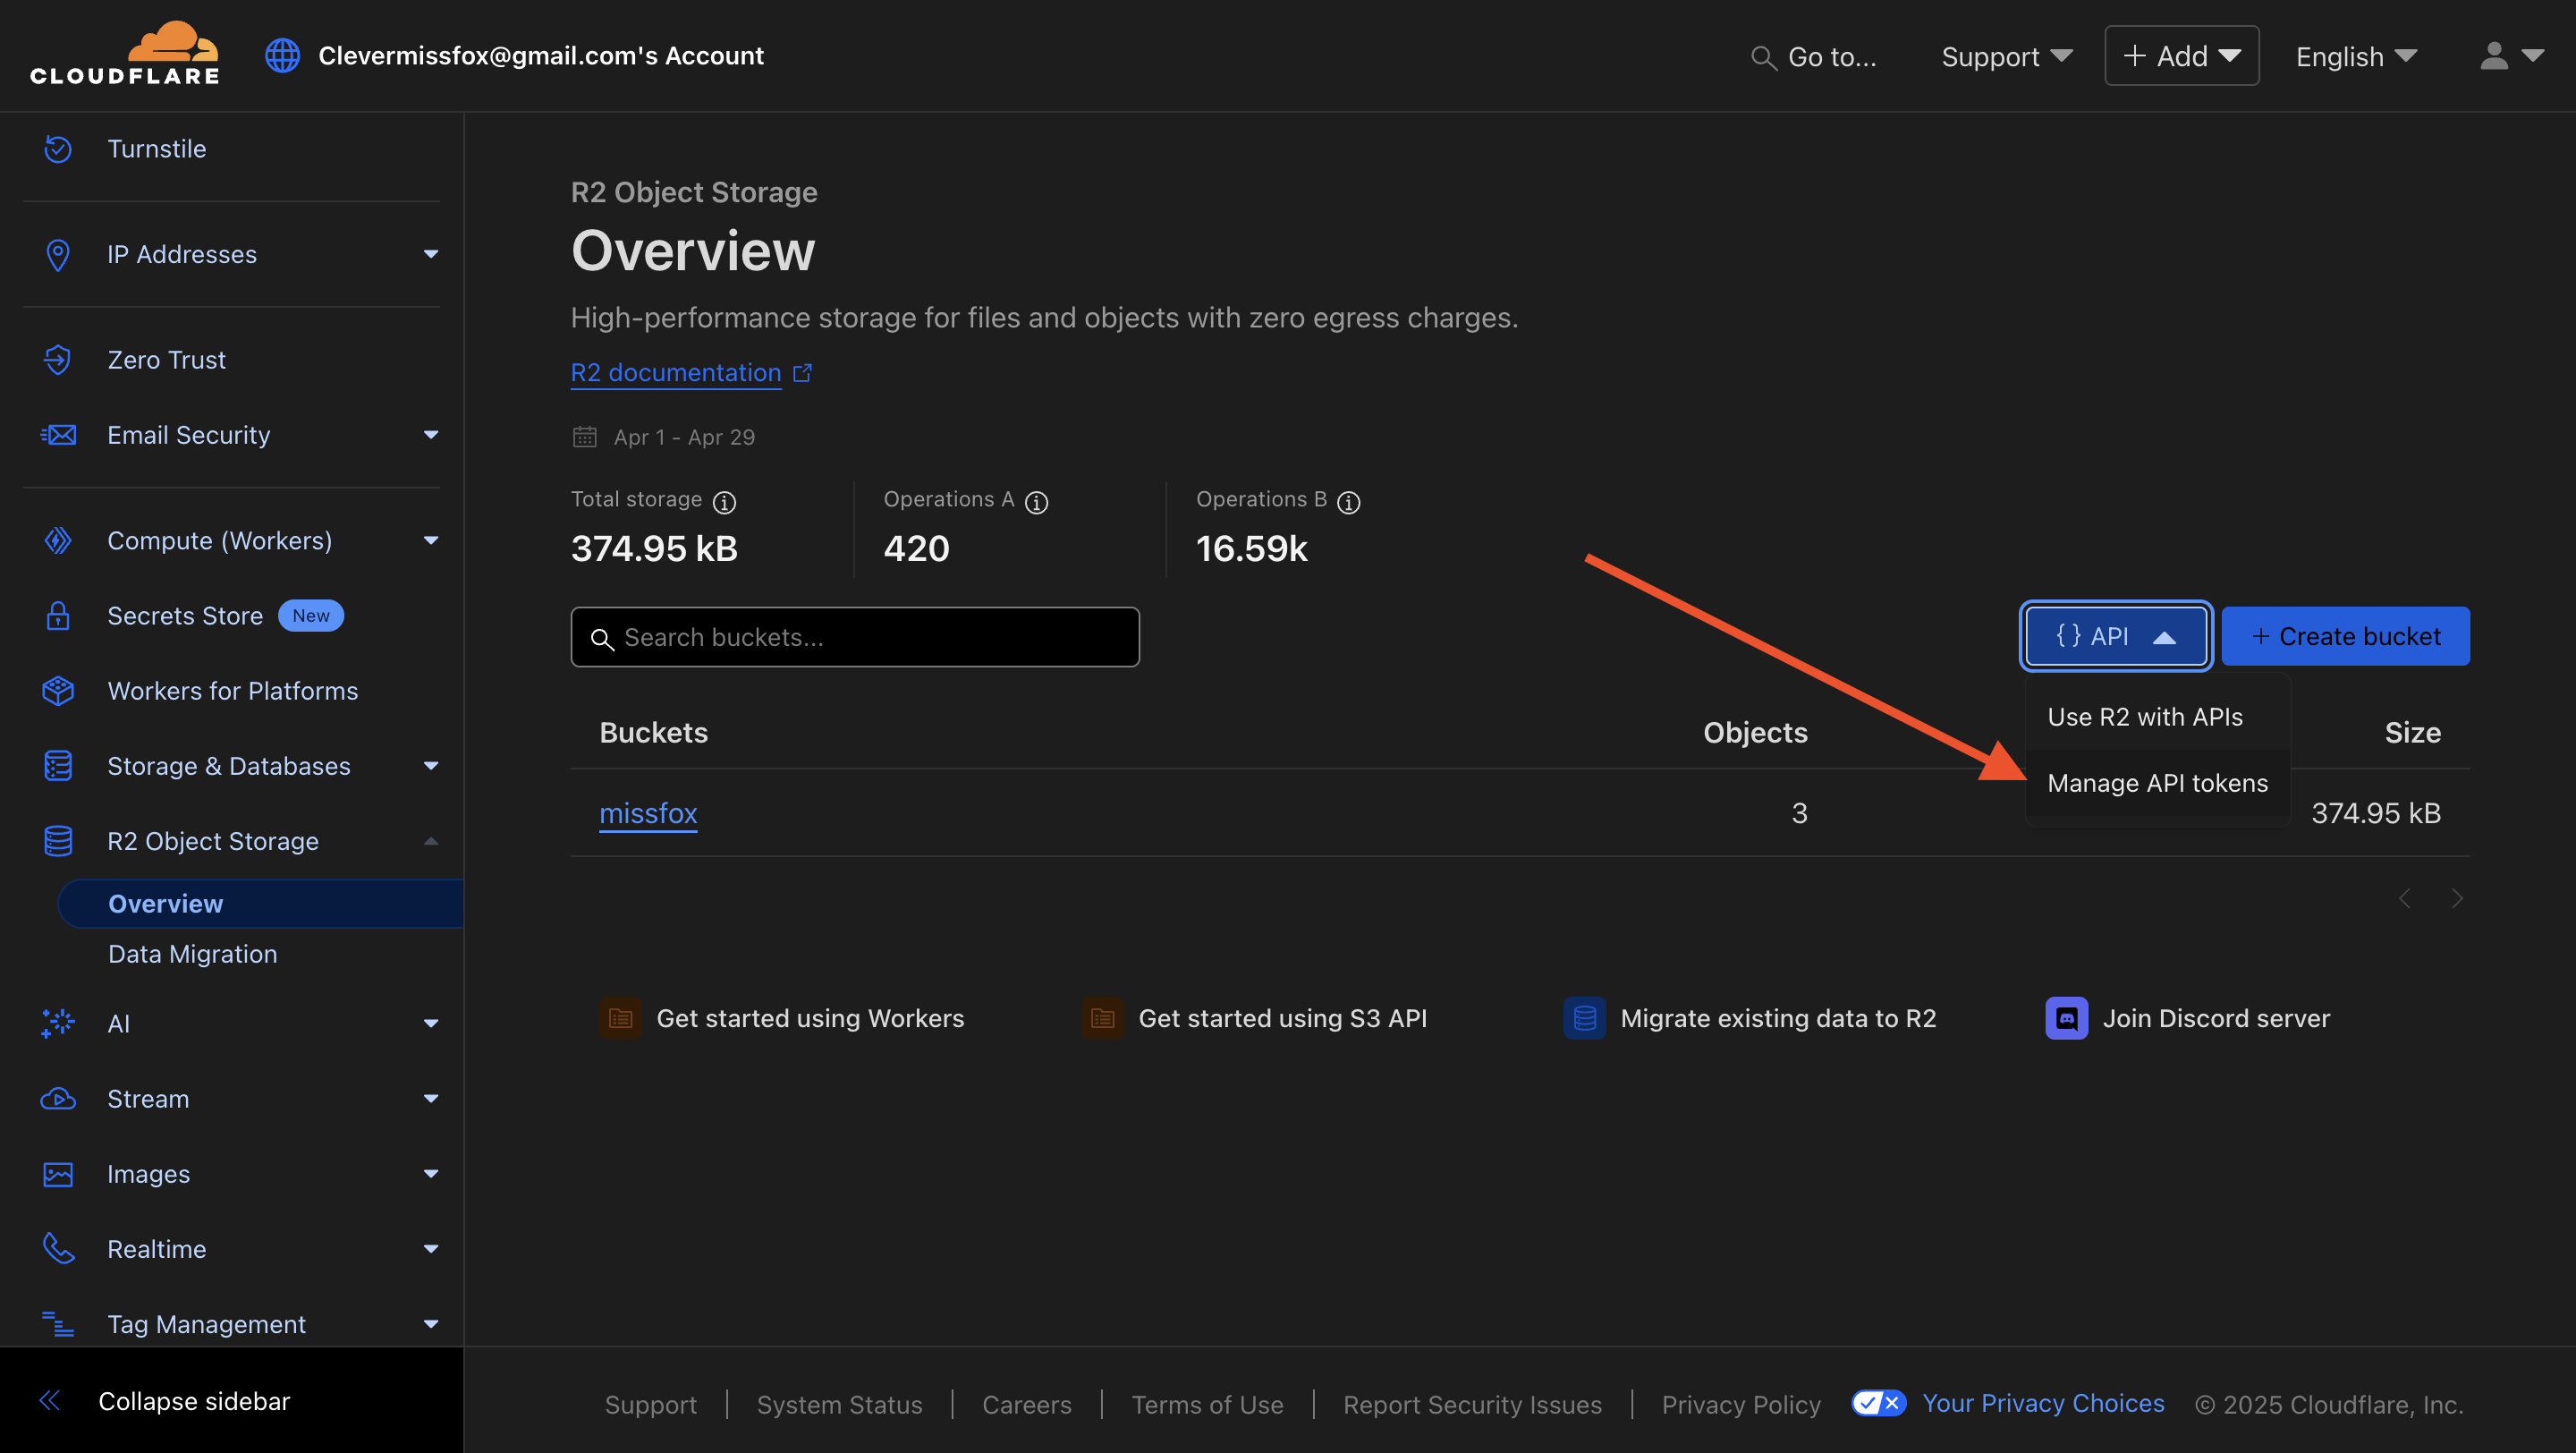 CLOUDFLARE
Clevermissfox@gmail.com's Account
Go to...
Support
+ Add
English
Turnstile
IP Addresses
Zero Trust
Email Security
Compute (Workers)
Secrets Store New
Workers for Platforms
Storage & Databases
R2 Object Storage
Overview
Data Migration
AI
Stream
Images
Realtime
Tag Management
Collapse sidebar
R2 Object Storage
Overview
High-performance storage for files and objects with zero egress charges.
R2 documentation
Apr 1 - Apr 29
Total storage
374.95 kB
Operations A
420
Operations B
16.59k
Search buckets...
{ } API
+ Create bucket
Use R2 with APIs
Manage API tokens
Buckets
Objects
Size
missfox
3
374.95 kB
Get started using Workers
Get started using S3 API
Migrate existing data to R2
Join Discord server
Support
System Status
Careers
Terms of Use
Report Security Issues
Privacy Policy
Your Privacy Choices
© 2025 Cloudflare, Inc.